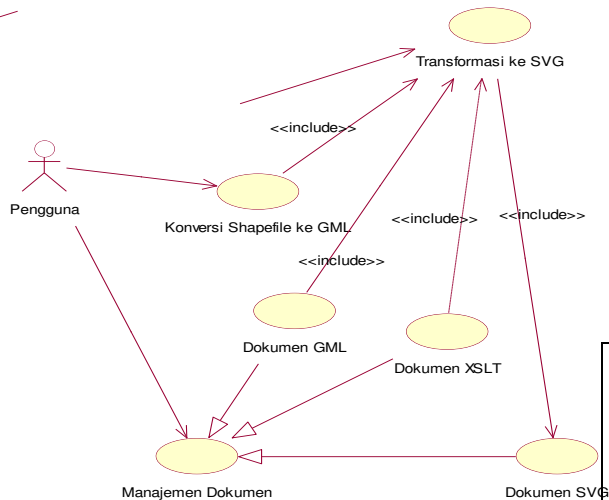 Transformasi ke SVG
<<include>>
Pengguna
Konversi Shapefile ke GML
<<include>>
<<include>>
<<include>>
Dokumen GML
Dokumen XSLT
Manajemen Dokumen
Dokumen SVG